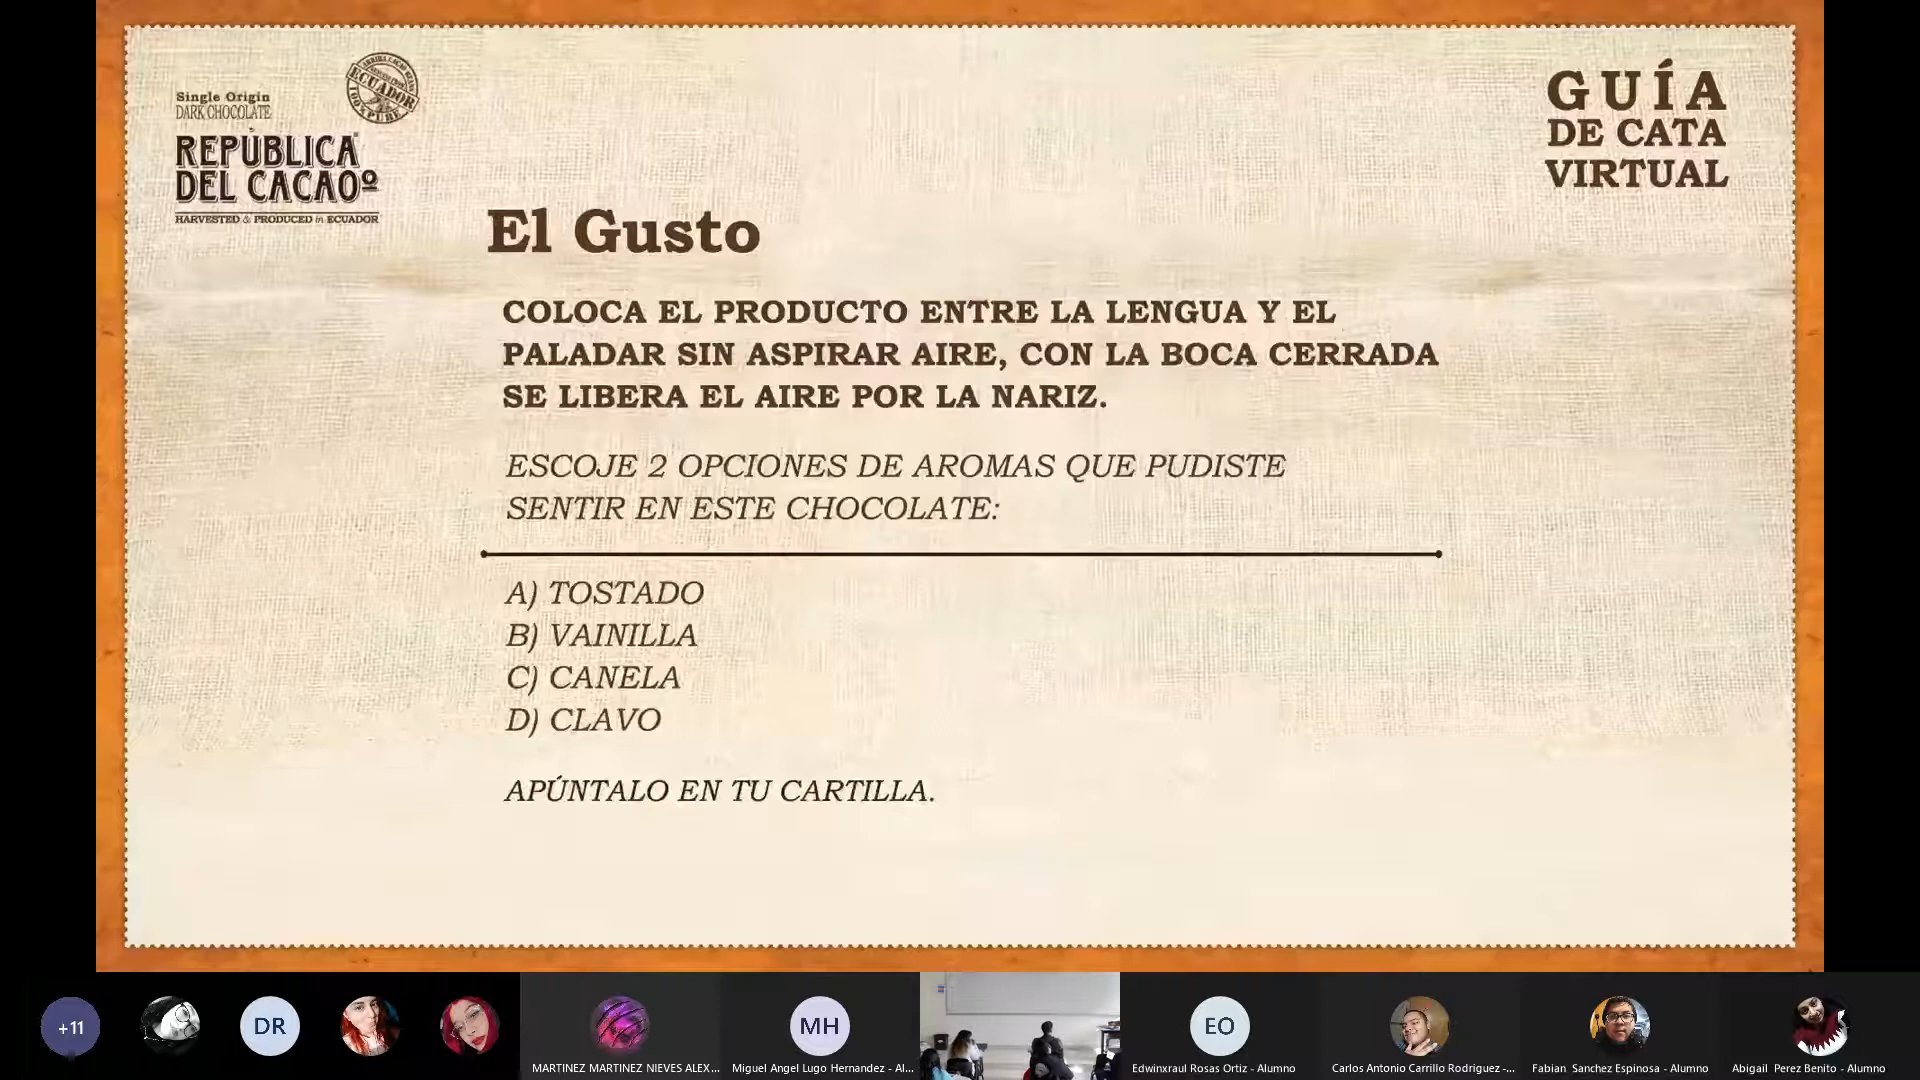 Single Origin
DARK CHOCOLATE
ECUADOR
100% PURE
REPÚBLICA
DEL CACAOº
HARVESTED & PRODUCED in ECUADOR
GUÍA
DE CATA
VIRTUAL
El Gusto
COLOCA EL PRODUCTO ENTRE LA LENGUA Y EL
PALADAR SIN ASPIRAR AIRE, CON LA BOCA CERRADA
SE LIBERA EL AIRE POR LA NARIZ.
ESCOJE 2 OPCIONES DE AROMAS QUE PUDISTE
SENTIR EN ESTE CHOCOLATE:
A) TOSTADO
B) VAINILLA
C) CANELA
D) CLAVO
APÚNTALO EN TU CARTILLA.
+11
DR
MH
EO
MARTINEZ MARTINEZ NIEVES ALEX...
Miguel Angel Lugo Hernandez - Al...
Edwinxraul Rosas Ortiz - Alumno
Carlos Antonio Carrillo Rodriguez -...
Fabian Sanchez Espinosa - Alumno
Abigail Perez Benito - Alumno